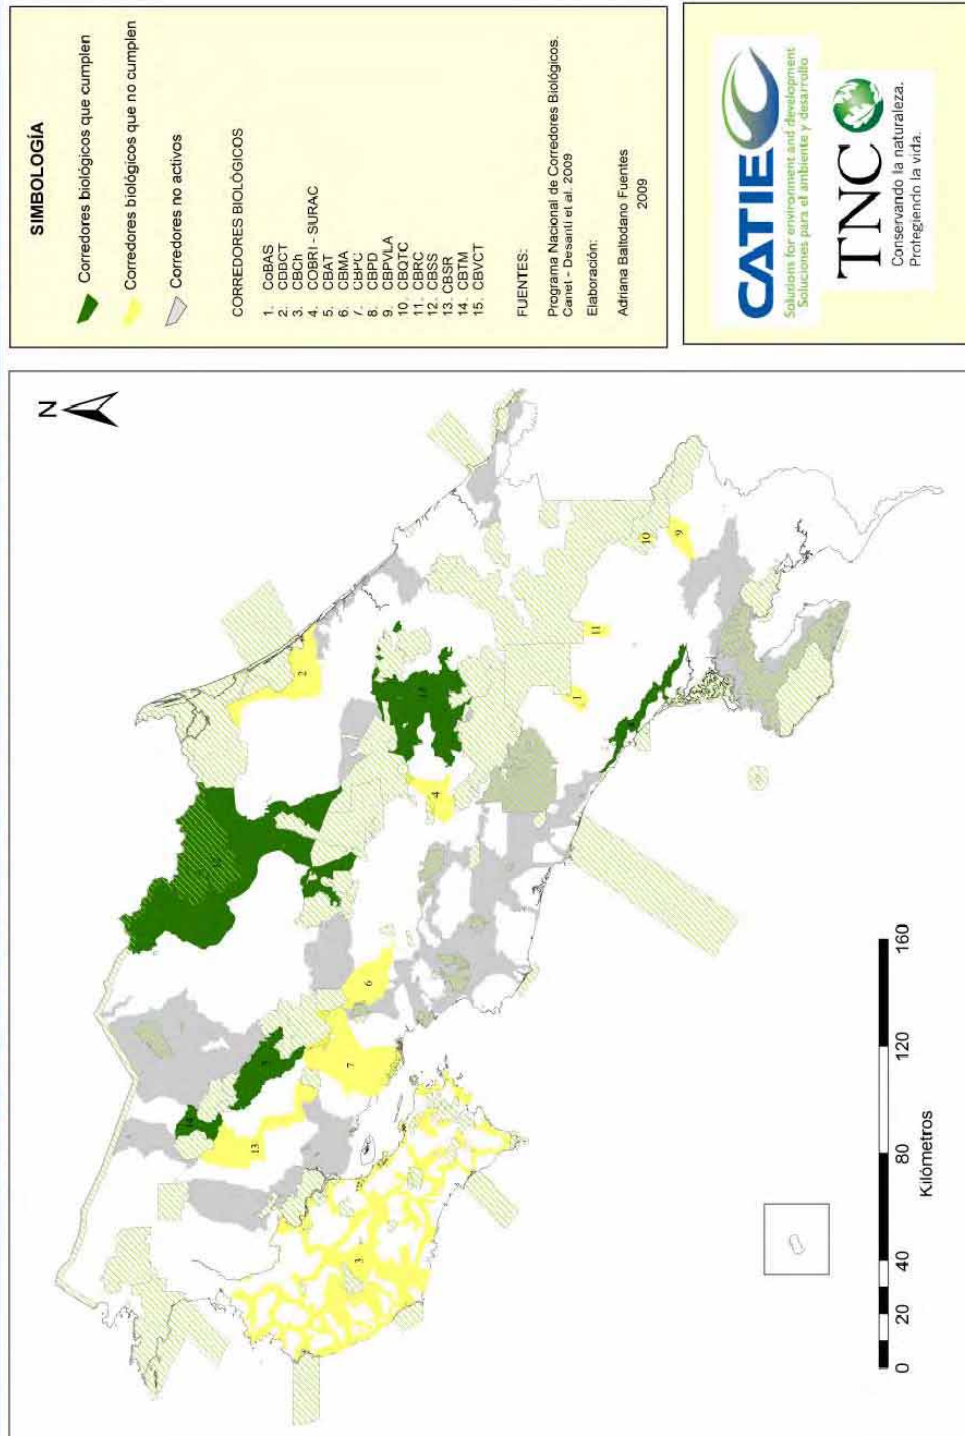 N
13
7
6
3
2
4
1
11
10
9
0
20
40
80
120
160
Kilómetros
SIMBOLOGÍA
Corredores biológicos que cumplen
Corredores biológicos que no cumplen
Corredores no activos
CORREDORES BIOLÓGICOS
1. CBBAS
2. CBBCT
3. CBCh
4. COBRI - SURAC
5. CBAT
6. CBMA
7. CBPC
8. CBPD
9. CBPVLA
10. CBQTC
11. CBRC
12. CBSS
13. CBSR
14. CBTM
15. CBVCT
FUENTES:
Programa Nacional de Corredores Biológicos.
Canet - Desanti et al. 2009
Elaboración:
Adriana Baltodano Fuentes
2009
CATIE
Solutions for environment and development
Soluciones para el ambiente y desarrollo
TNC
Conservando la naturaleza.
Protegiendo la vida.